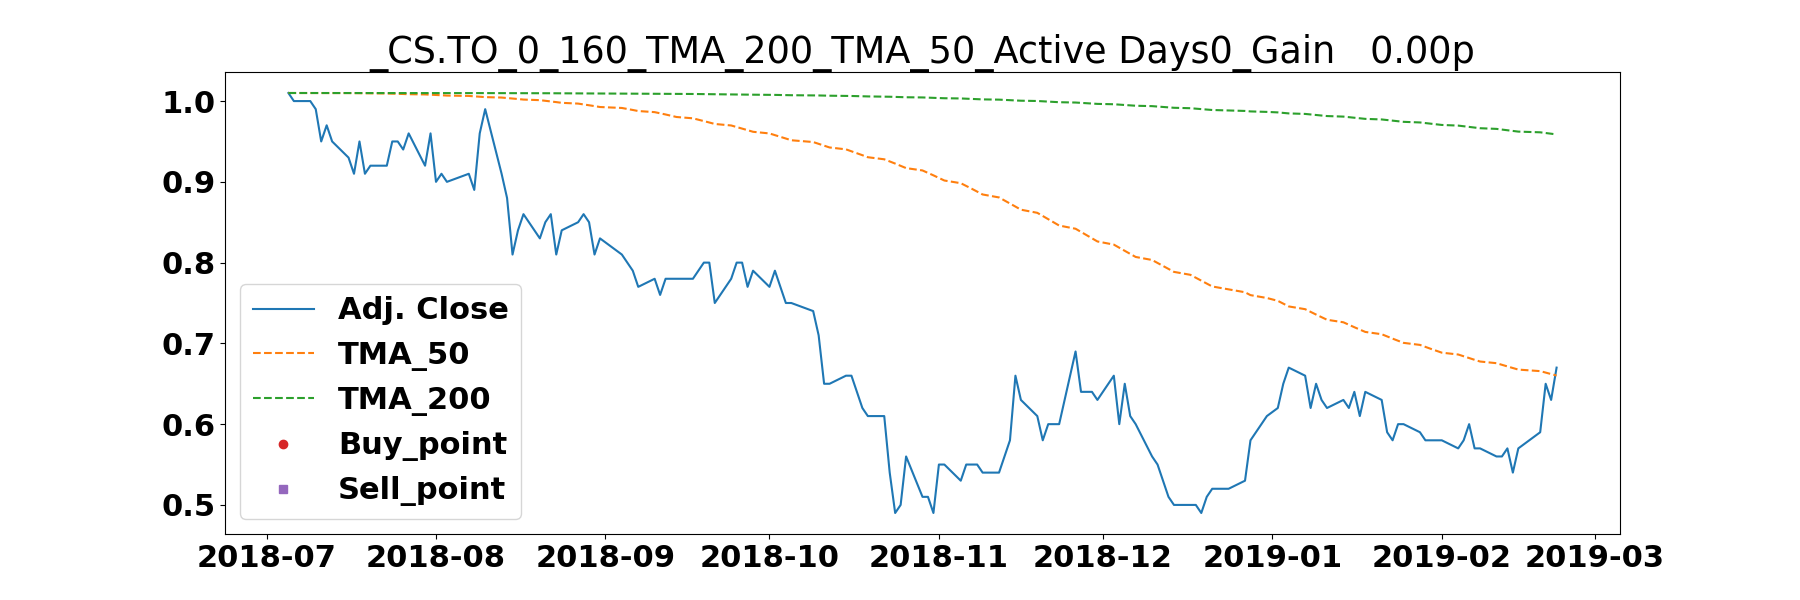 _CS.TO_0_160_TMA_200_TMA_50_Active Days0_Gain   0.00p
1.0
0.9
0.8
0.7
0.6
0.5
Adj. Close
TMA_50
TMA_200
Buy_point
Sell_point
2018-07 2018-08 2018-09 2018-10 2018-11 2018-12 2019-01 2019-02 2019-03